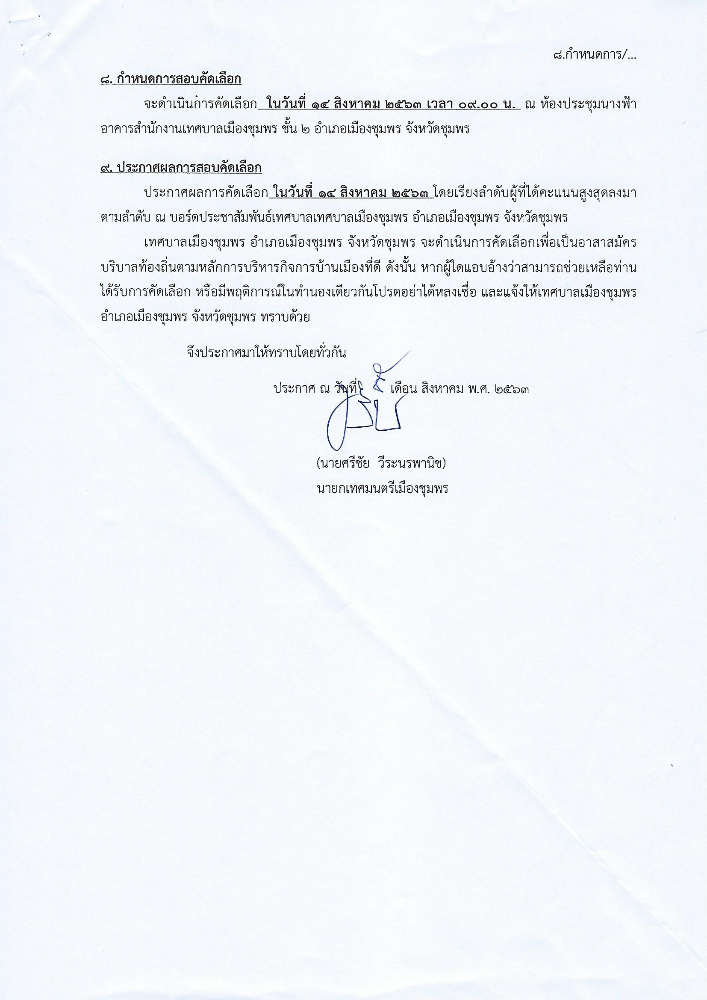 ๘.กำหนดการ/...
๘. กำหนดการสอบคัดเลือก
จะดำเนินการคัดเลือก ในวันที่ ๑๔ สิงหาคม ๒๕๖๓ เวลา ๐๙.๐๐ น. ณ ห้องประชุมนางฟ้า
อาคารสำนักงานเทศบาลเมืองชุมพร ชั้น ๒ อำเภอเมืองชุมพร จังหวัดชุมพร
๙. ประกาศผลการสอบคัดเลือก
ประกาศผลการคัดเลือก ในวันที่ ๑๔ สิงหาคม ๒๕๖๓ โดยเรียงลำดับผู้ที่ได้คะแนนสูงสุดลงมา
ตามลำดับ ณ บอร์ดประชาสัมพันธ์เทศบาลเทศบาลเมืองชุมพร อำเภอเมืองชุมพร จังหวัดชุมพร
เทศบาลเมืองชุมพร อำเภอเมืองชุมพร จังหวัดชุมพร จะดำเนินการคัดเลือกเพื่อเป็นอาสาสมัคร
บริบาลท้องถิ่นตามหลักการบริหารกิจการบ้านเมืองที่ดี ดังนั้น หากผู้ใดแอบอ้างว่าสามารถช่วยเหลือท่าน
ได้รับการคัดเลือก หรือมีพฤติการณ์ในทำนองเดียวกันโปรดอย่าได้หลงเชื่อ และแจ้งให้เทศบาลเมืองชุมพร
อำเภอเมืองชุมพร จังหวัดชุมพร ทราบด้วย
จึงประกาศมาให้ทราบโดยทั่วกัน
ประกาศ ณ วันที่ เดือน สิงหาคม พ.ศ. ๒๕๖๓
(นายศรีชัย วีระนรพานิช)
นายกเทศมนตรีเมืองชุมพร